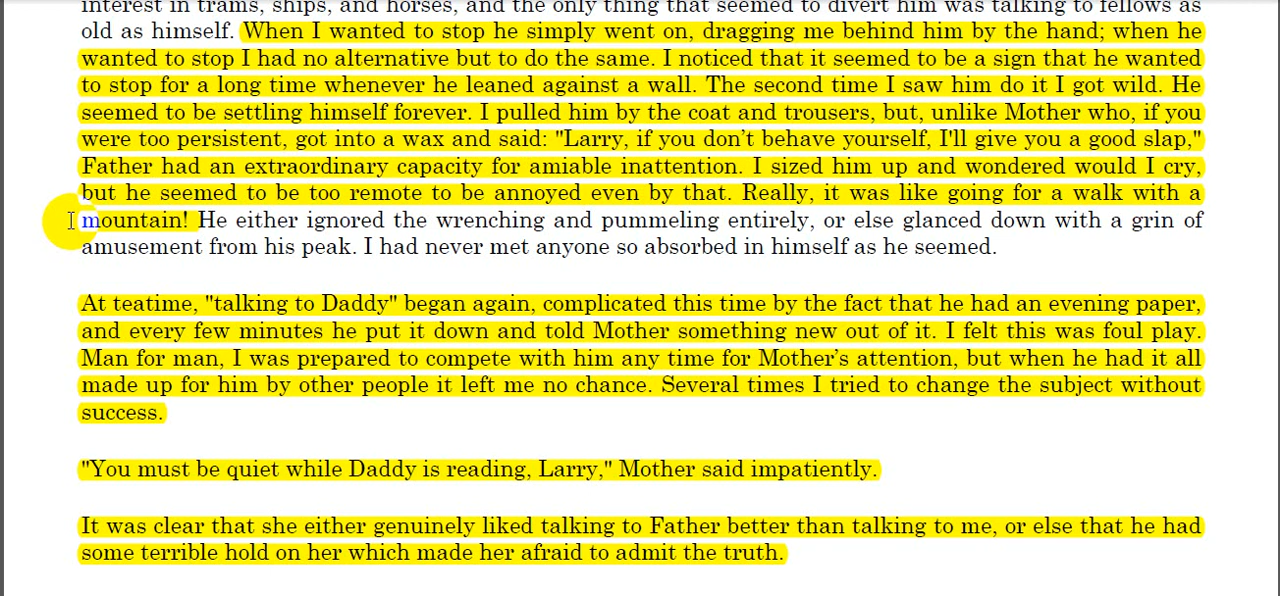 interest in trams, ships, and horses, and the only thing that seemed to divert him was talking to fellows as
old as himself. When I wanted to stop he simply went on, dragging me behind him by the hand; when he
wanted to stop I had no alternative but to do the same. I noticed that it seemed to be a sign that he wanted
to stop for a long time whenever he leaned against a wall. The second time I saw him do it I got wild. He
seemed to be settling himself forever. I pulled him by the coat and trousers, but, unlike Mother who, if you
were too persistent, got into a wax and said: "Larry, if you don’t behave yourself, I'll give you a good slap,"
Father had an extraordinary capacity for amiable inattention. I sized him up and wondered would I cry,
but he seemed to be too remote to be annoyed even by that. Really, it was like going for a walk with a
mountain! He either ignored the wrenching and pummeling entirely, or else glanced down with a grin of
amusement from his peak. I had never met anyone so absorbed in himself as he seemed.
At teatime, "talking to Daddy" began again, complicated this time by the fact that he had an evening paper,
and every few minutes he put it down and told Mother something new out of it. I felt this was foul play.
Man for man, I was prepared to compete with him any time for Mother’s attention, but when he had it all
made up for him by other people it left me no chance. Several times I tried to change the subject without
success.
"You must be quiet while Daddy is reading, Larry," Mother said impatiently.
It was clear that she either genuinely liked talking to Father better than talking to me, or else that he had
some terrible hold on her which made her afraid to admit the truth.